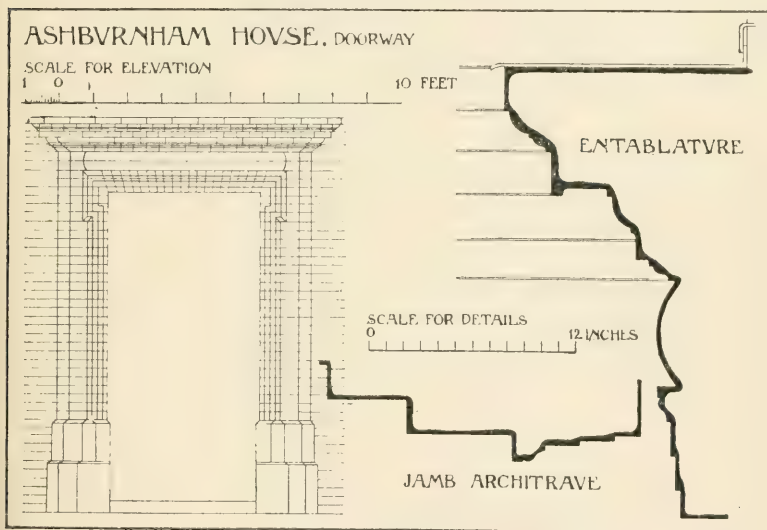 ASHBVRNHAM HOVSE. DOORWAY
SCALE FOR ELEVATION
1 0 1 10 FEET
ENTABLATVRE
SCALE FOR DETAILS
0 12 INCHES
JAMB ARCHITRAVE